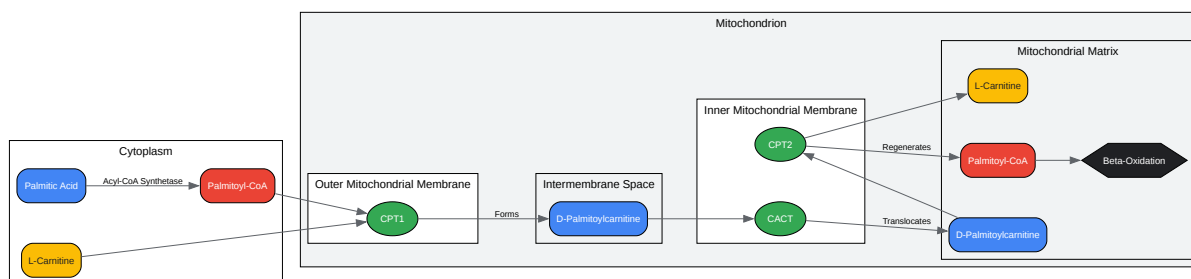 Mitochondrion
Mitochondrial Matrix
L-Carnitine
Inner Mitochondrial Membrane
CPT2
Regenerates
Palmitoyl-CoA
Beta-Oxidation
Cytoplasm
Palmitic Acid
Acyl-CoA Synthetase
Palmitoyl-CoA
Outer Mitochondrial Membrane
CPT1
Forms
Intermembrane Space
D-Palmitoylcarnitine
CACT
Translocates
D-Palmitoylcarnitine
L-Carnitine